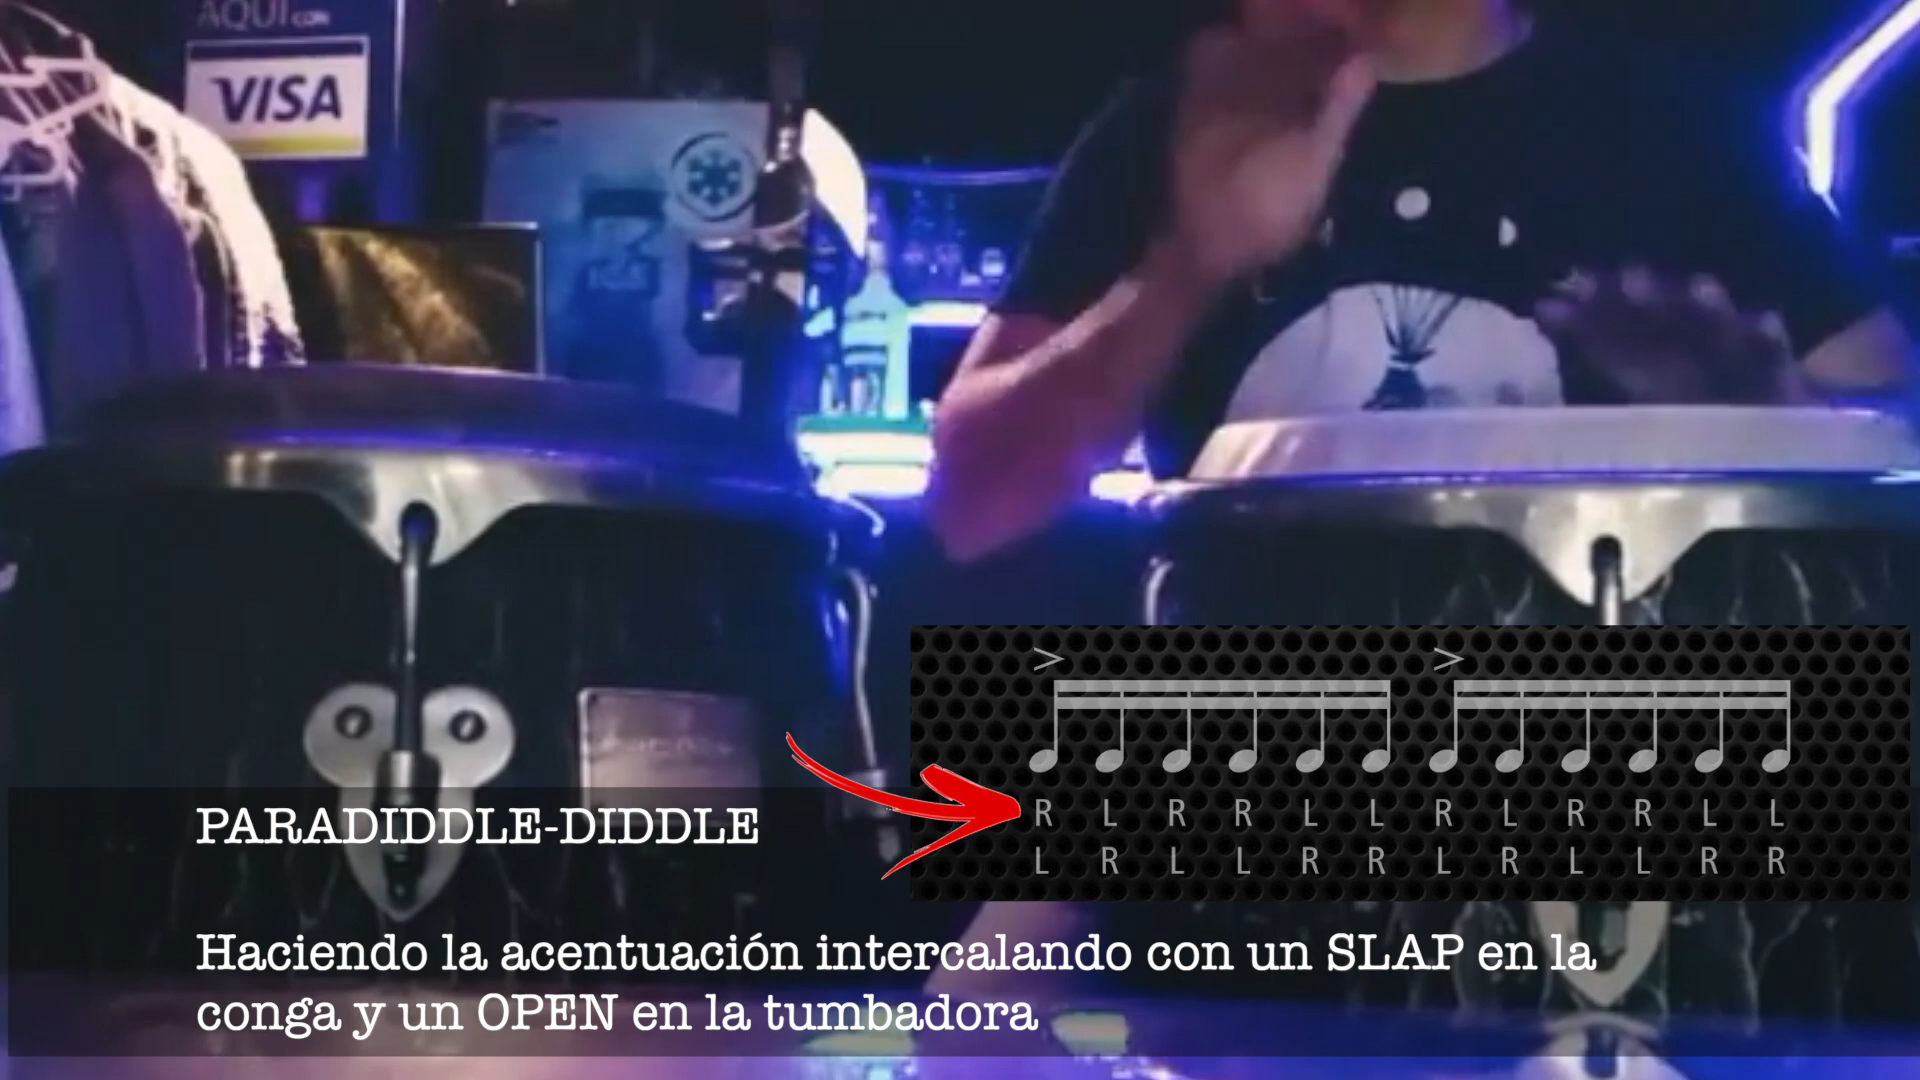 AQUI CON
VISA
>	>
R L R R L L R L R R L L
L R L L R R L R L L R R
PARADIDDLE-DIDDLE
Haciendo la acentuación intercalando con un SLAP en la
conga y un OPEN en la tumbadora